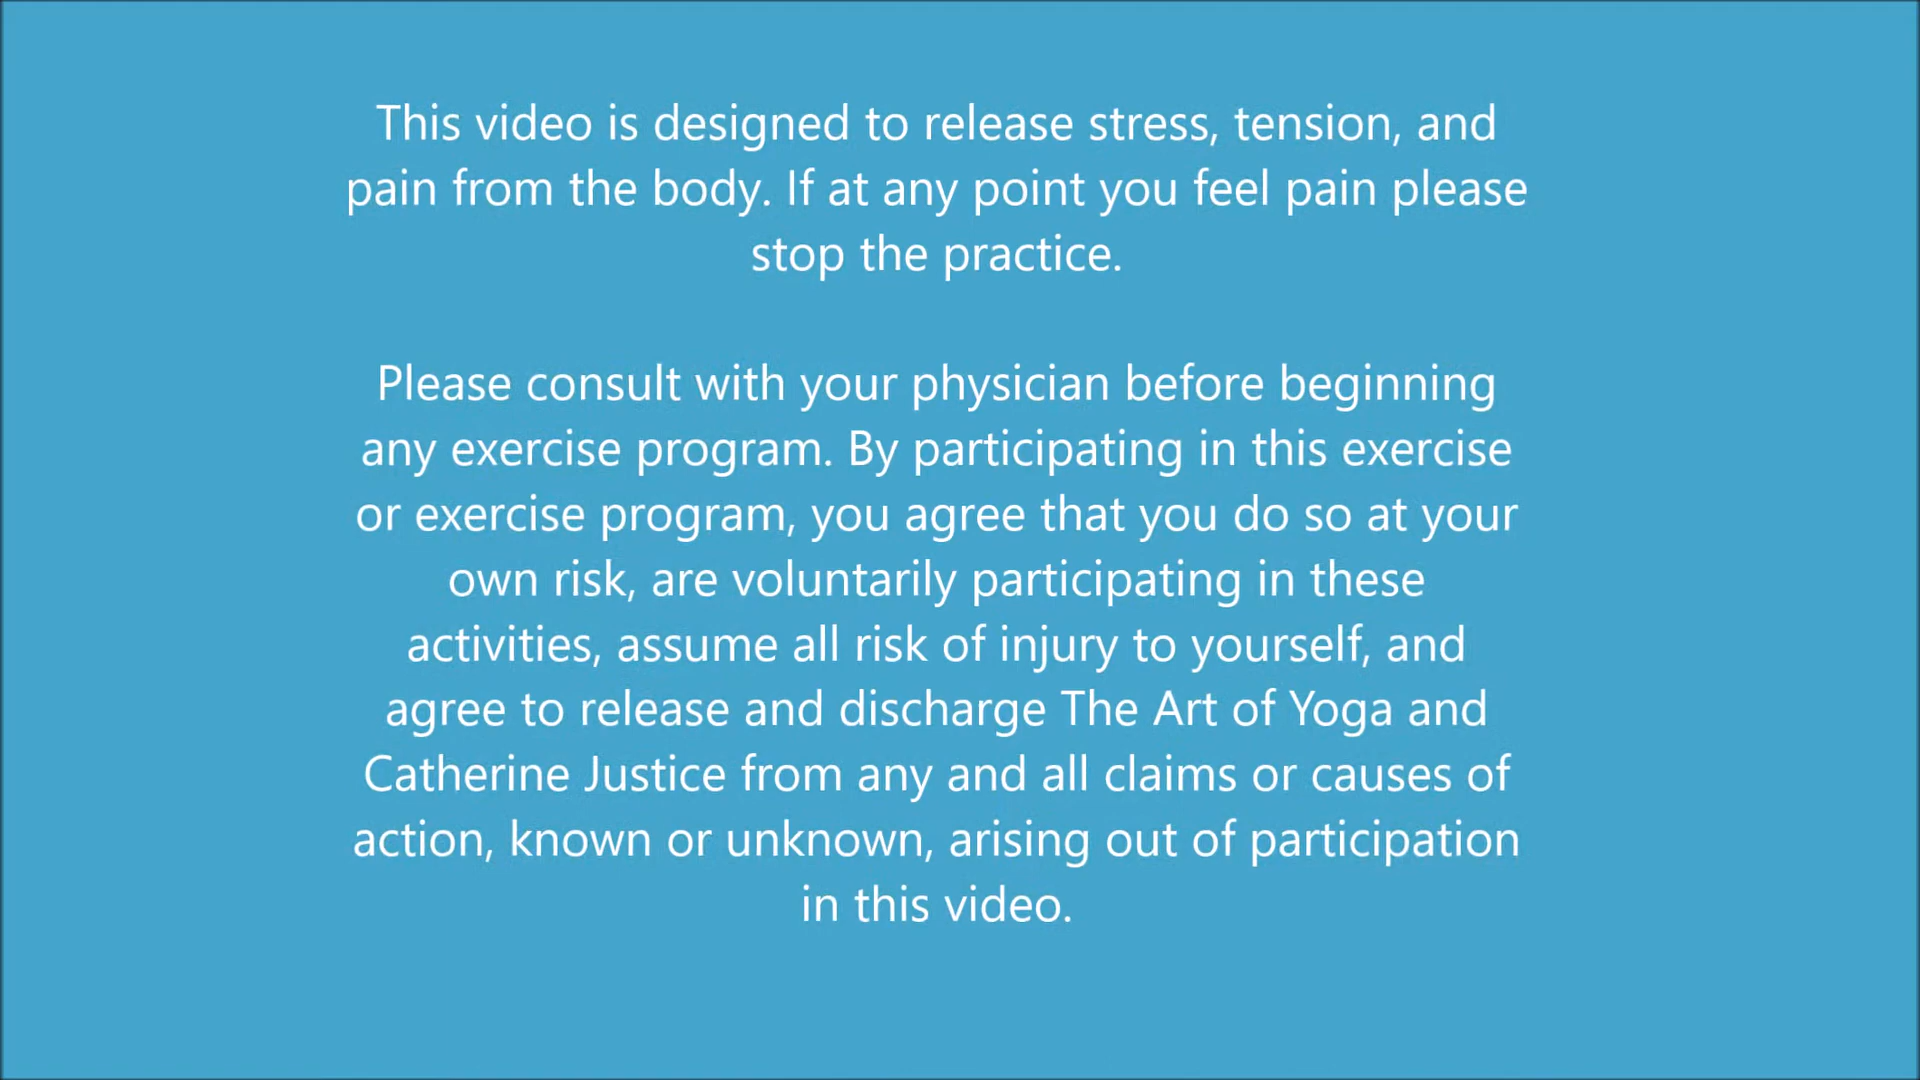 This video is designed to release stress, tension, and
pain from the body. If at any point you feel pain please
stop the practice.
Please consult with your physician before beginning
any exercise program. By participating in this exercise
or exercise program, you agree that you do so at your
own risk, are voluntarily participating in these
activities, assume all risk of injury to yourself, and
agree to release and discharge The Art of Yoga and
Catherine Justice from any and all claims or causes of
action, known or unknown, arising out of participation
in this video.